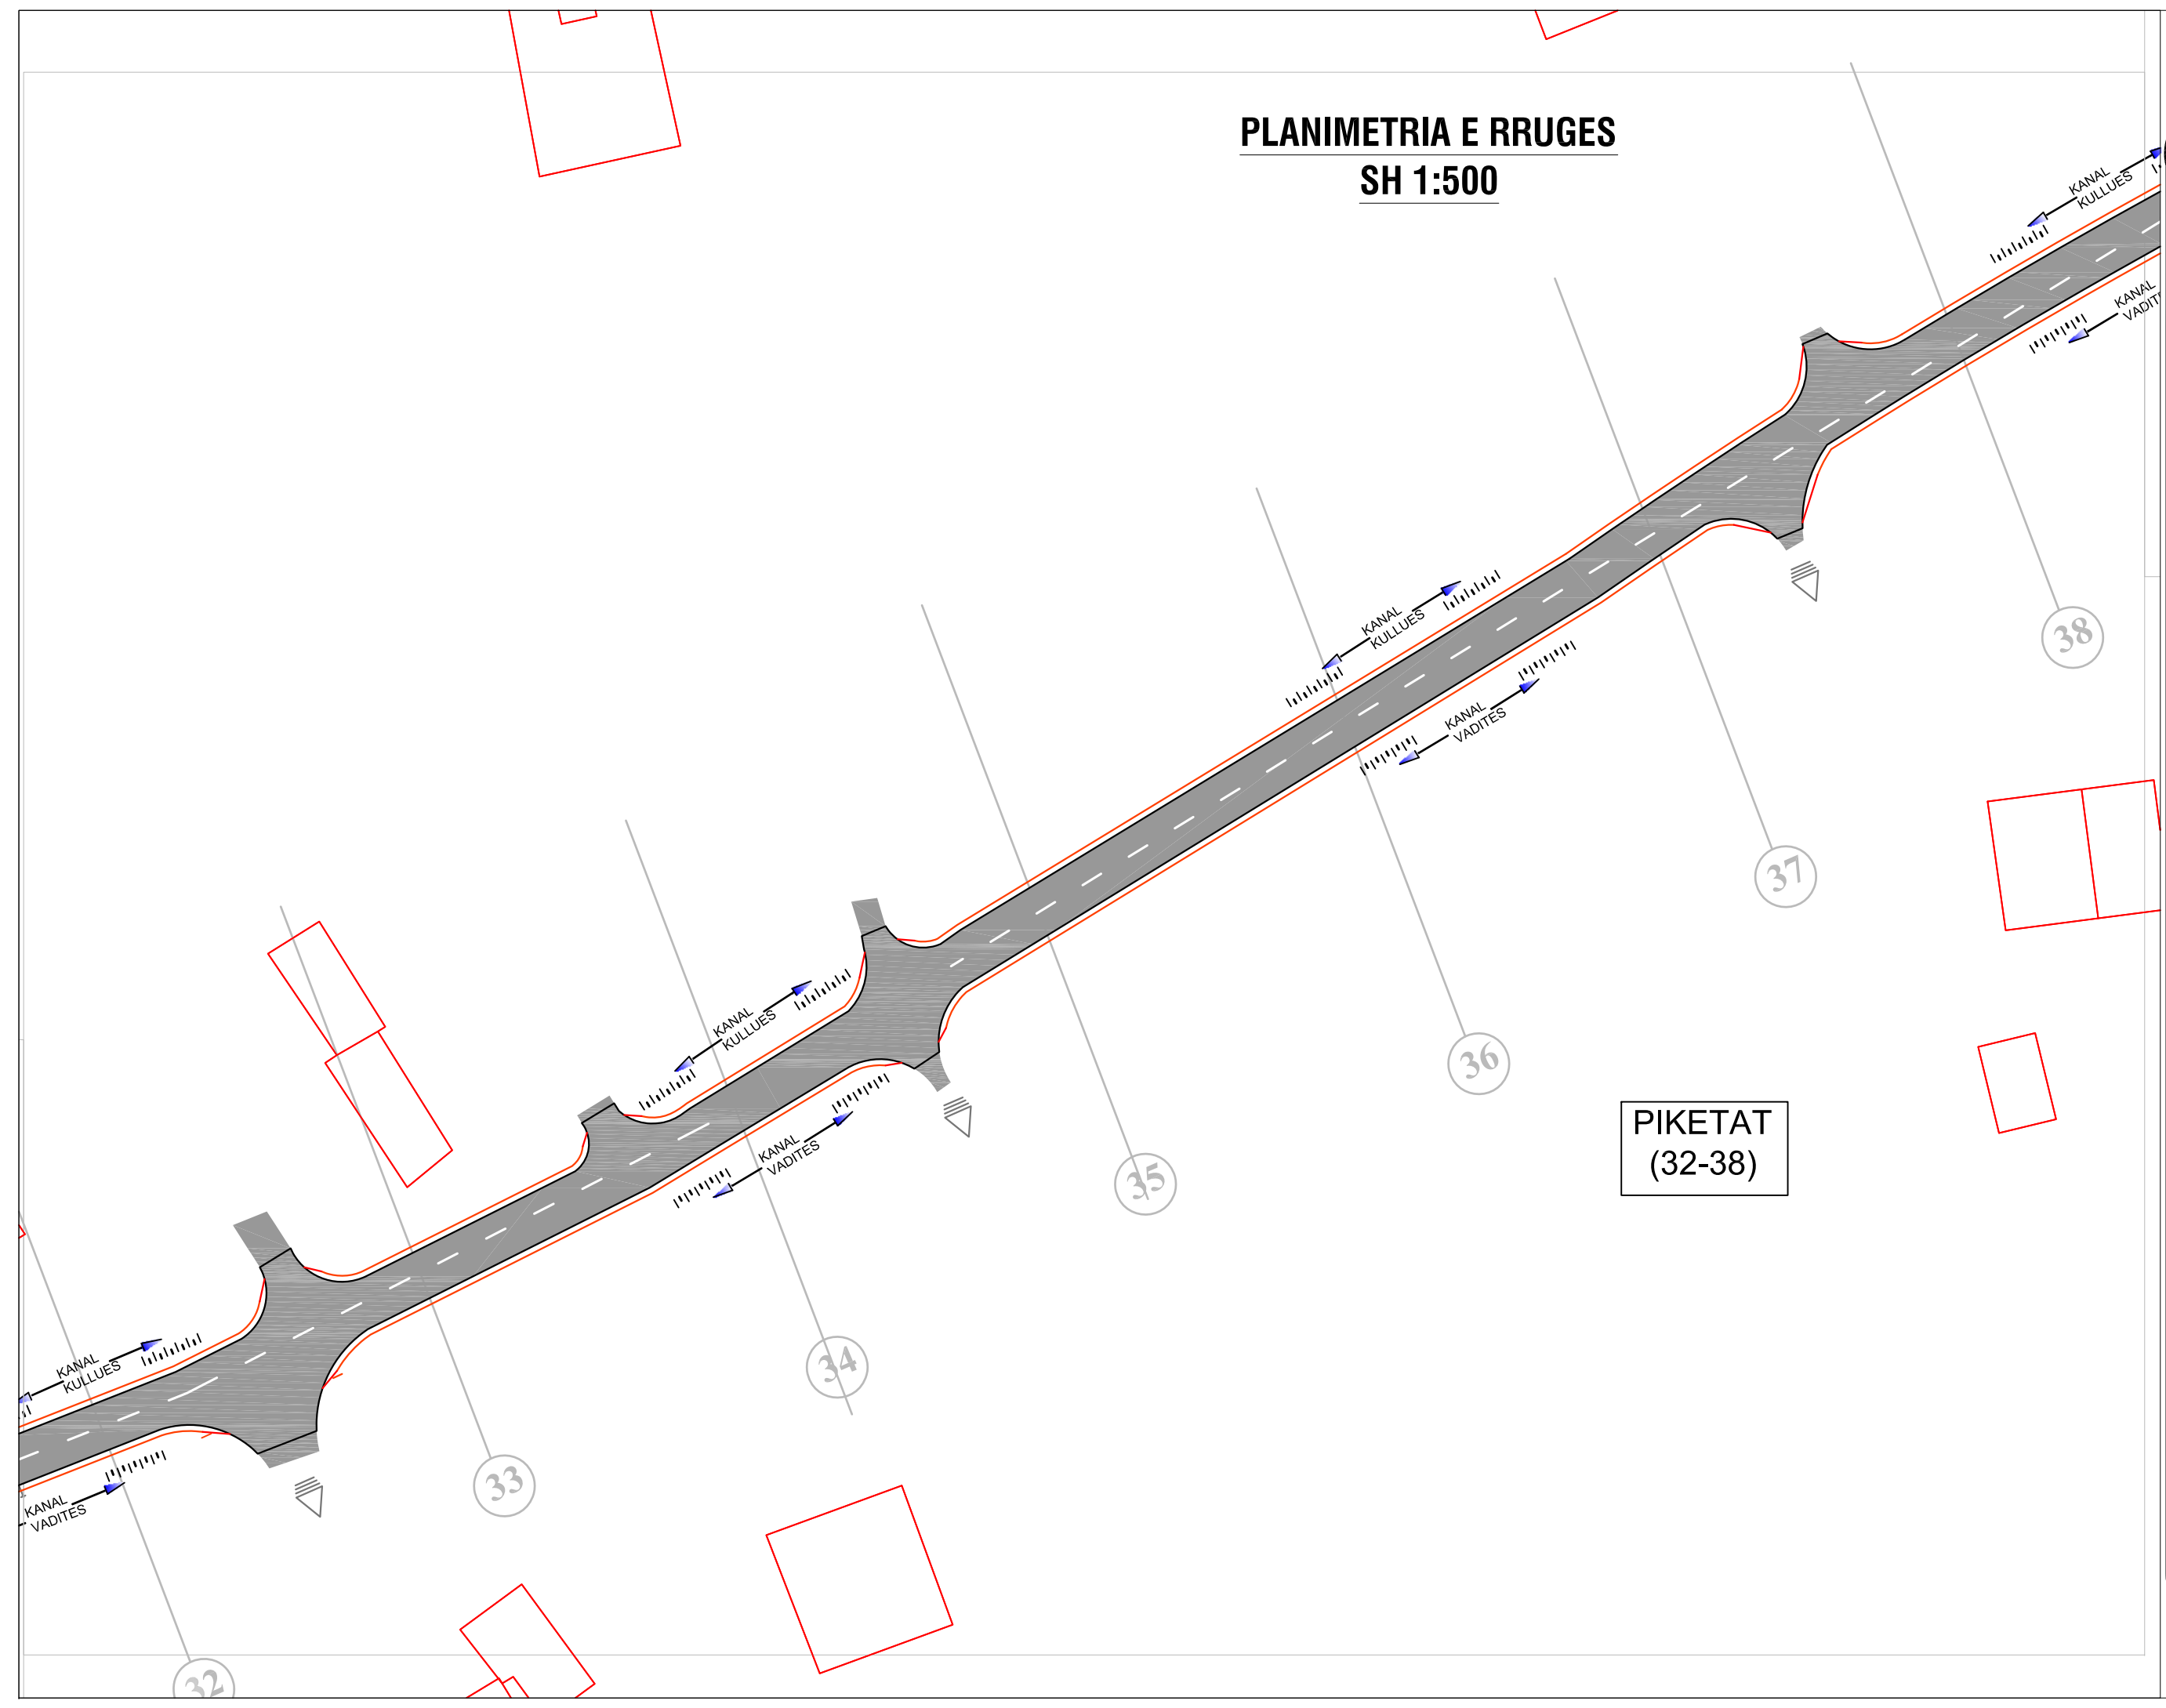 PLANIMETRIA E RRUGES
SH 1:500
KANAL
KULLUES
KANAL
38
KANAL
KULLUES
KANAL
VADITES
37
36
KANAL
KULLUES
KANAL
VADITES
35
PIKETAT
(32-38)
34
KANAL
KULLUES
33
KANAL
VADITES
32